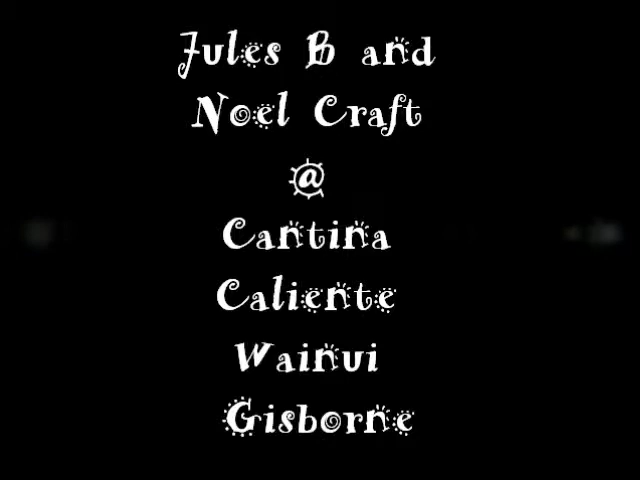 Jules B and
Noel Craft
@
Cantina
Caliente
Wainui
Gisborne